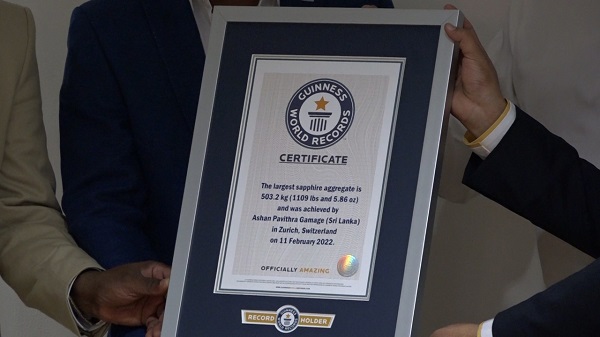 GUINNESS
WORLD RECORDS
CERTIFICATE
The largest sapphire aggregate is
503.2 kg (1109 lbs and 5.86 oz)
and was achieved by
Ashan Pavithra Gamage (Sri Lanka)
in Zurich, Switzerland
on 11 February 2022.
OFFICIALLY AMAZING
RECORD HOLDER